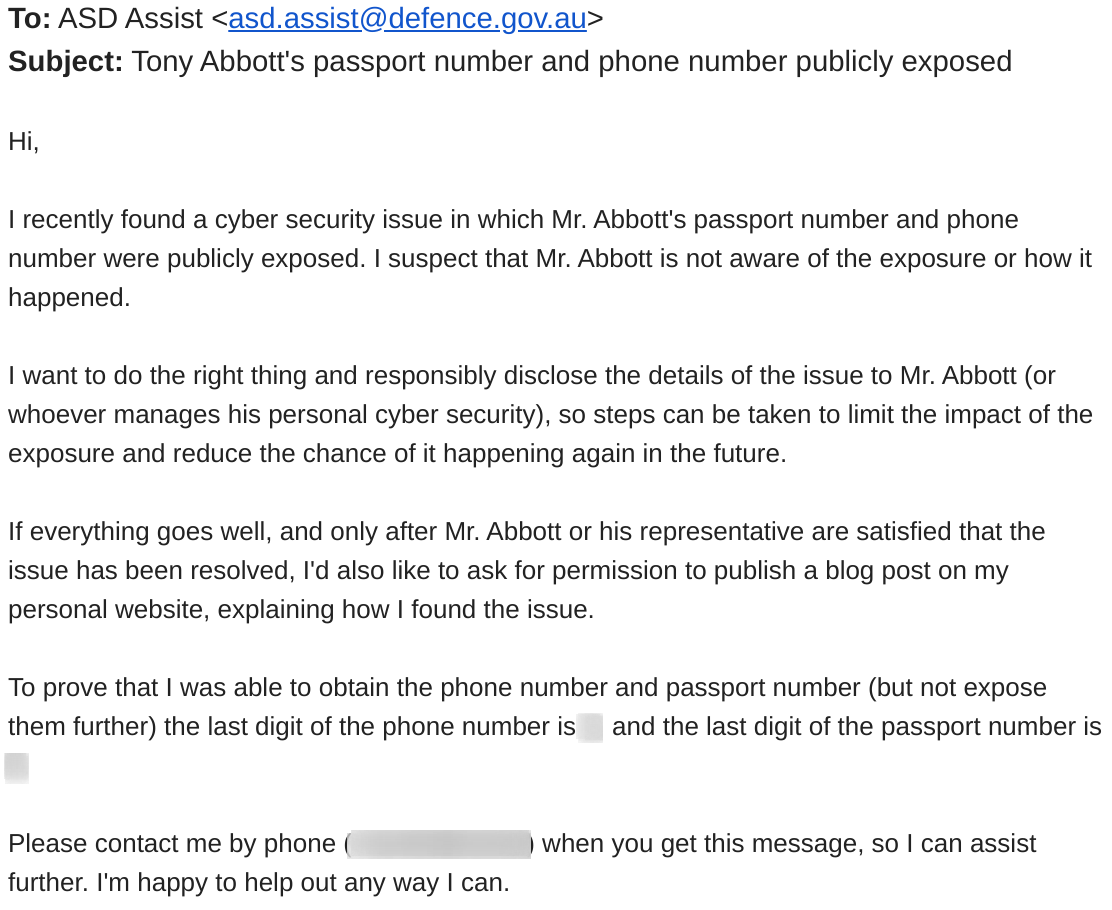 To: ASD Assist <asd.assist@defence.gov.au>
Subject: Tony Abbott's passport number and phone number publicly exposed
Hi,
I recently found a cyber security issue in which Mr. Abbott's passport number and phone
number were publicly exposed. I suspect that Mr. Abbott is not aware of the exposure or how it
happened.
I want to do the right thing and responsibly disclose the details of the issue to Mr. Abbott (or
whoever manages his personal cyber security), so steps can be taken to limit the impact of the
exposure and reduce the chance of it happening again in the future.
If everything goes well, and only after Mr. Abbott or his representative are satisfied that the
issue has been resolved, I'd also like to ask for permission to publish a blog post on my
personal website, explaining how I found the issue.
To prove that I was able to obtain the phone number and passport number (but not expose
them further) the last digit of the phone number is and the last digit of the passport number is
Please contact me by phone ( ) when you get this message, so I can assist
further. I'm happy to help out any way I can.